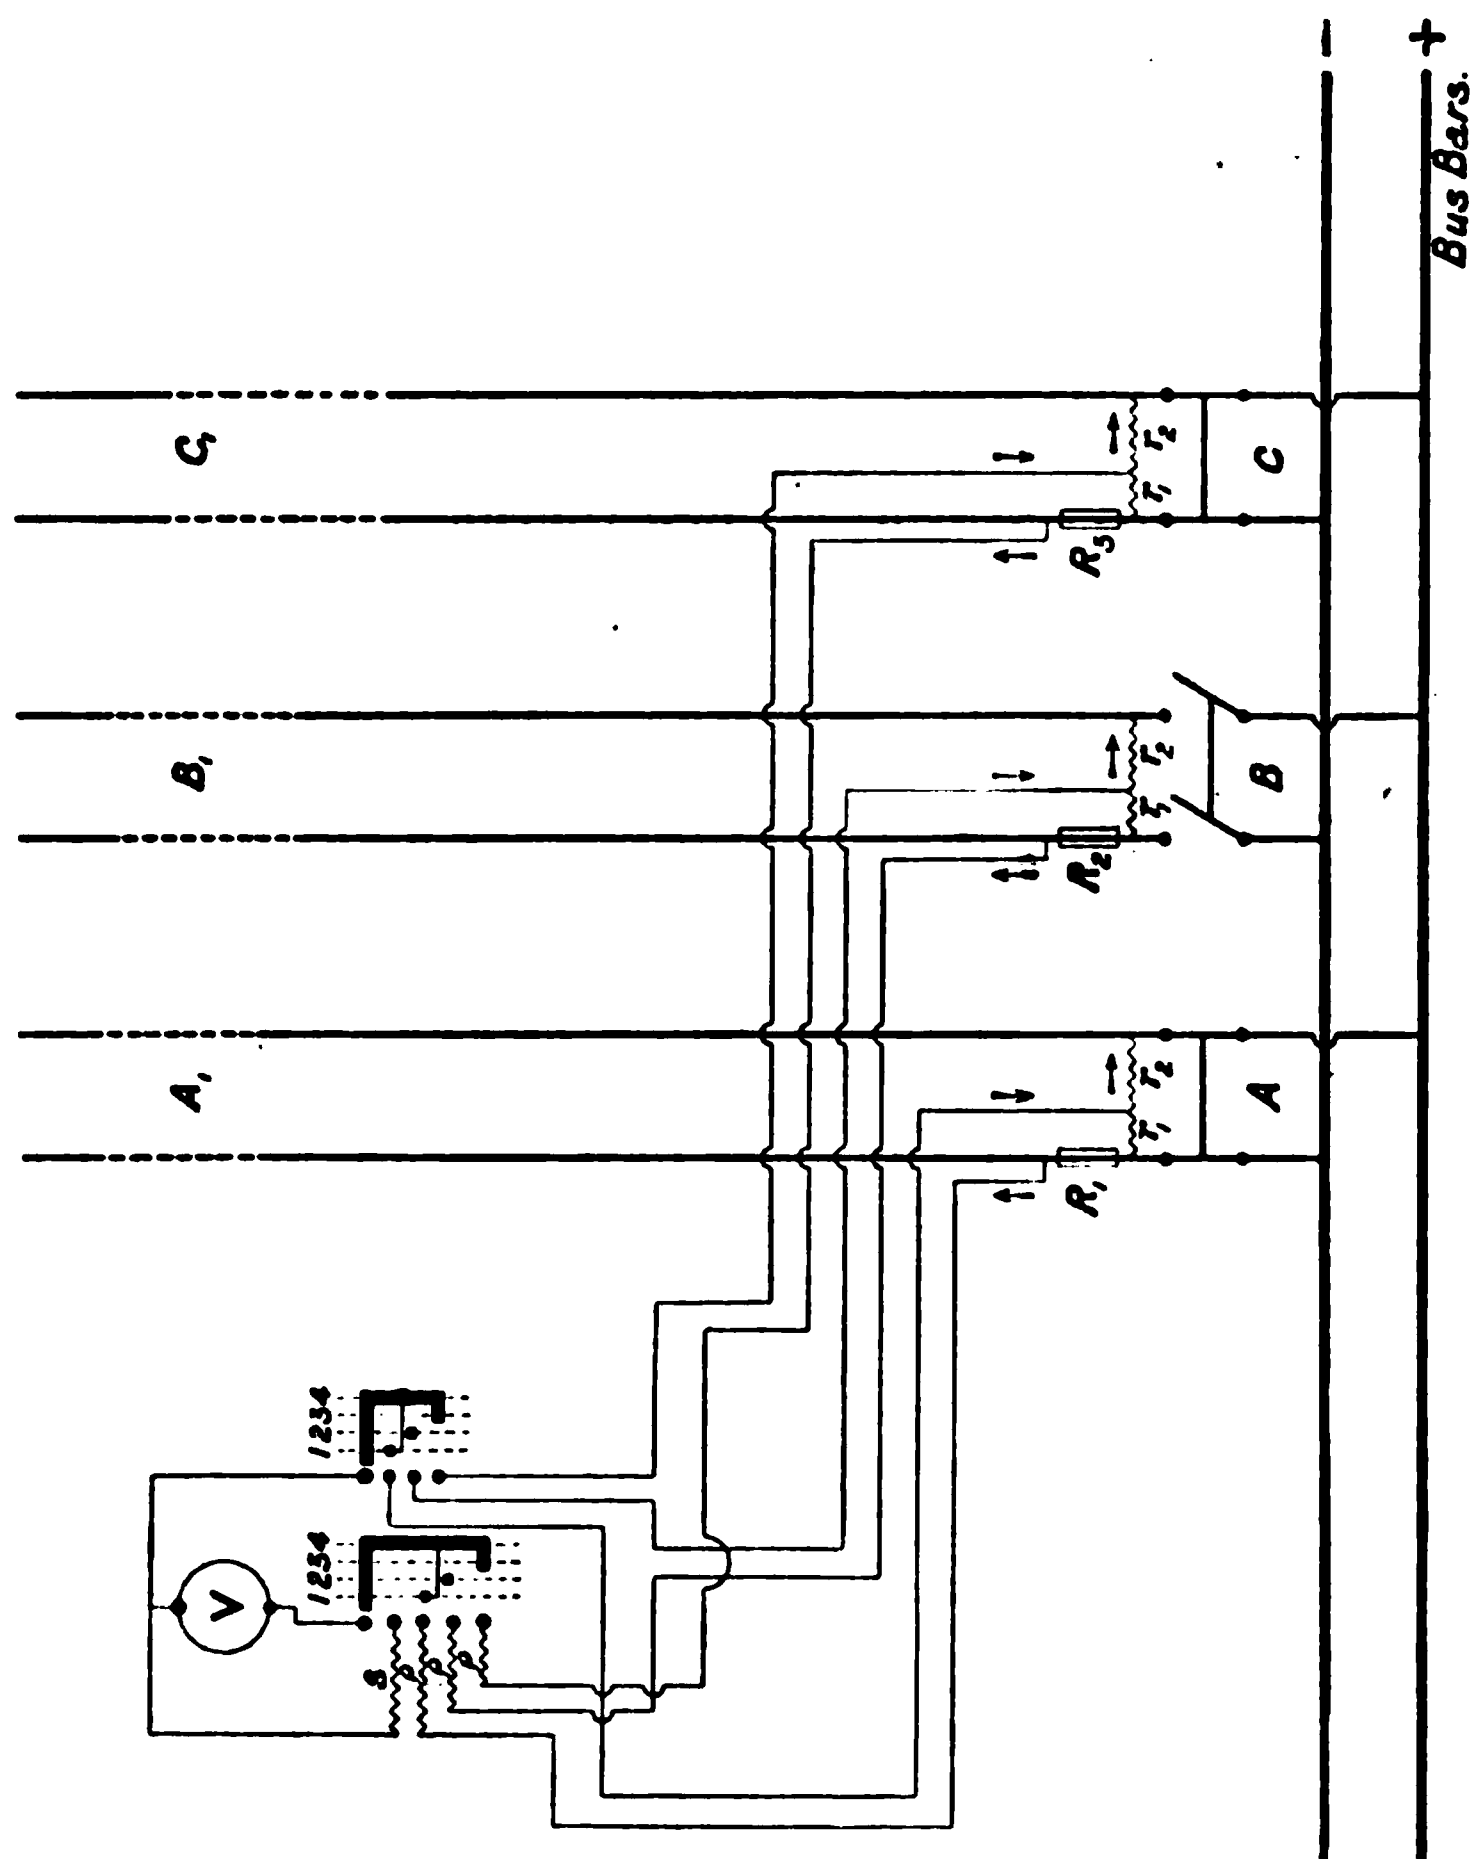 − +
Bus Bars.
C₁
r₂
r₁
C
R₃
B₁
r₂
r₁
B
R₂
A₁
r₂
r₁
A
R₁
1234
1234
V
S
ρ
ρ
ρ